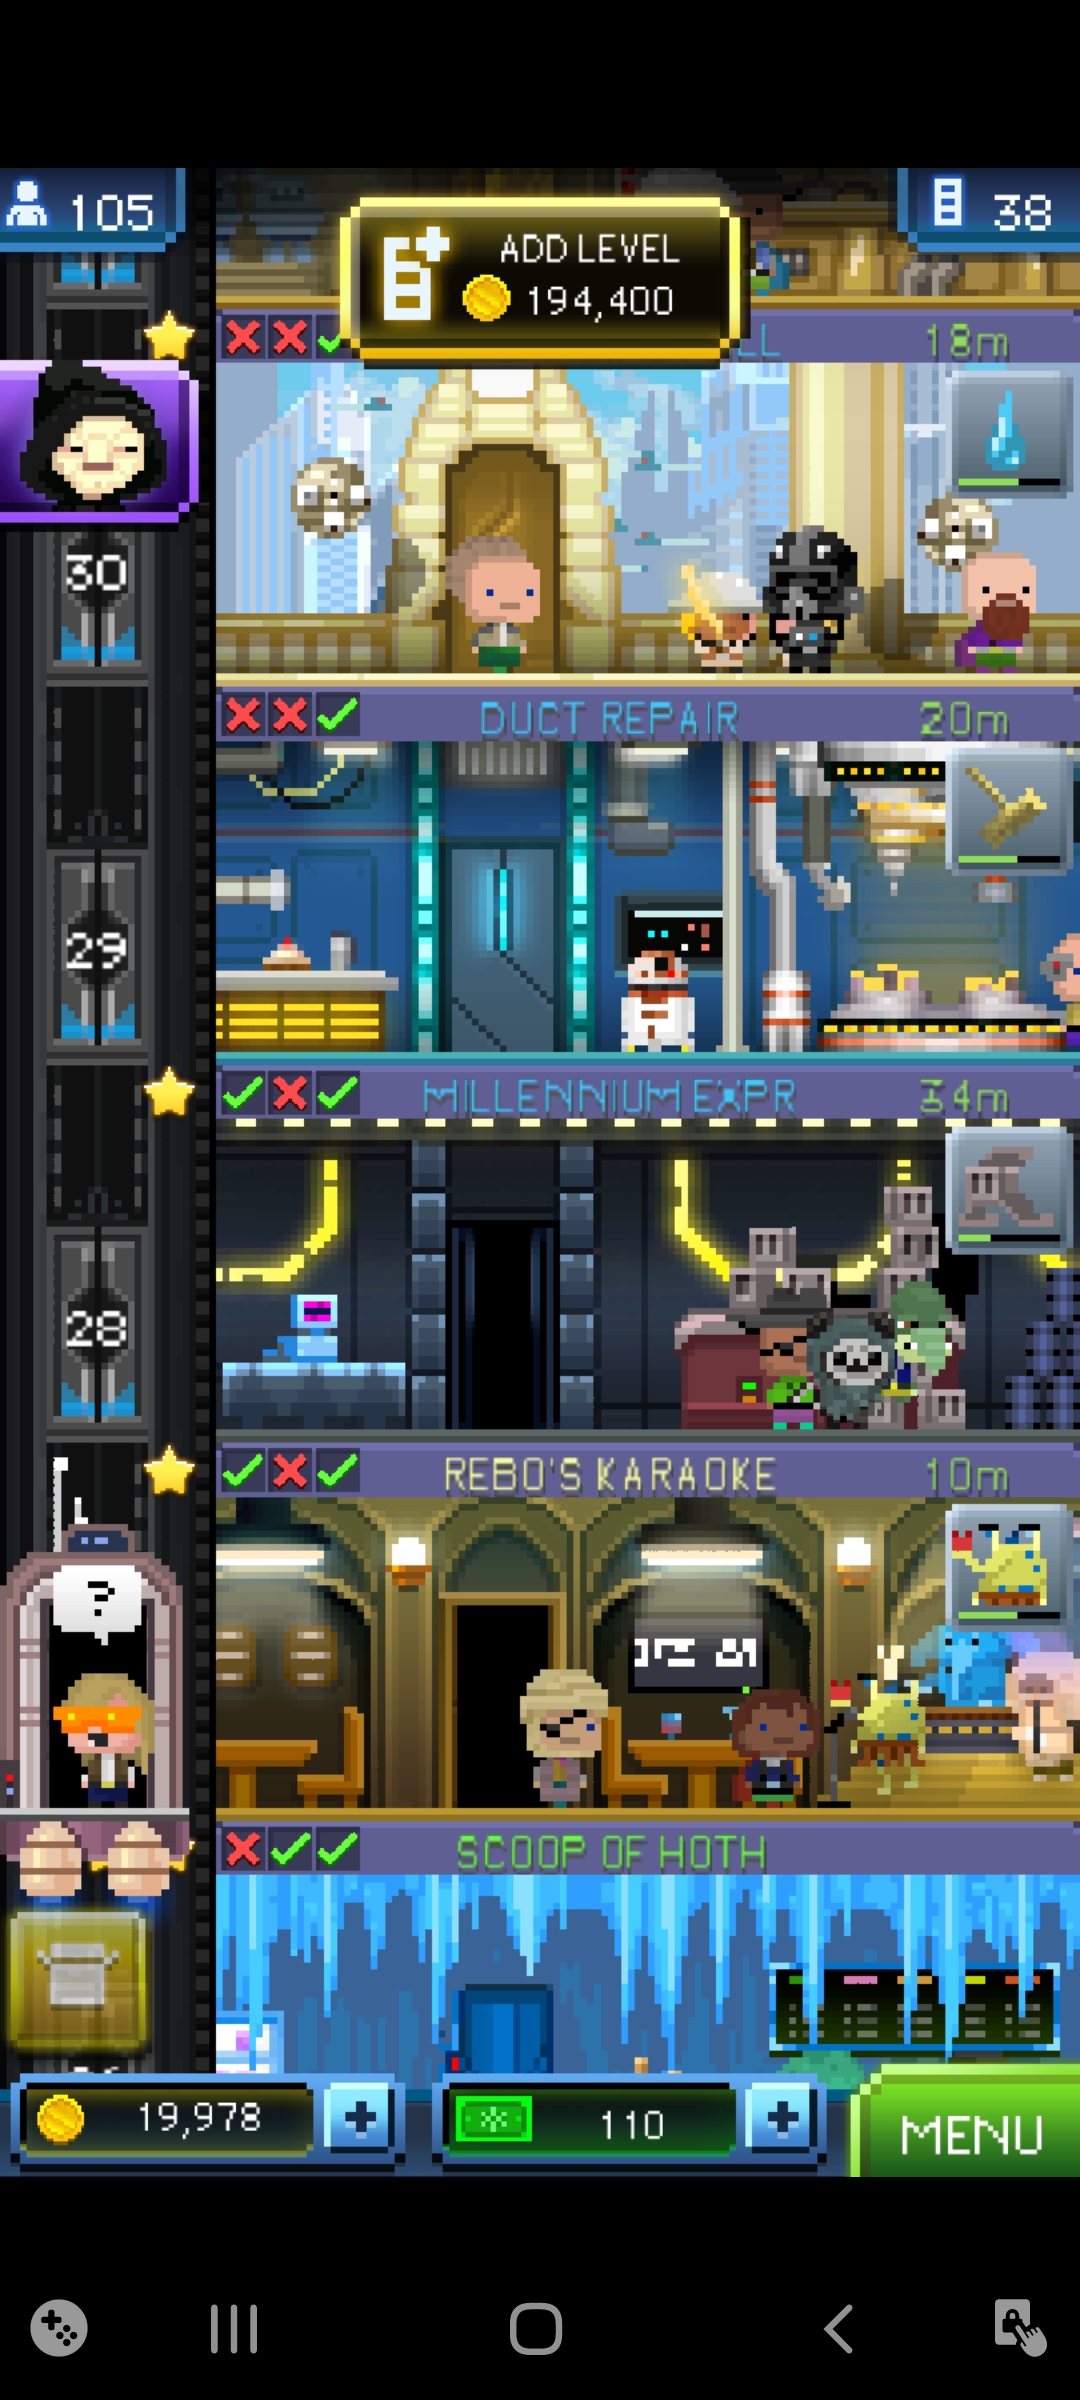 105
38
ADD LEVEL
194,400
LL
18m
30
DUCT REPAIR
20m
29
MILLENNIUM EXPR
34m
28
REBO'S KARAOKE
10m
?
SCOOP OF HOTH
19,978
110
MENU